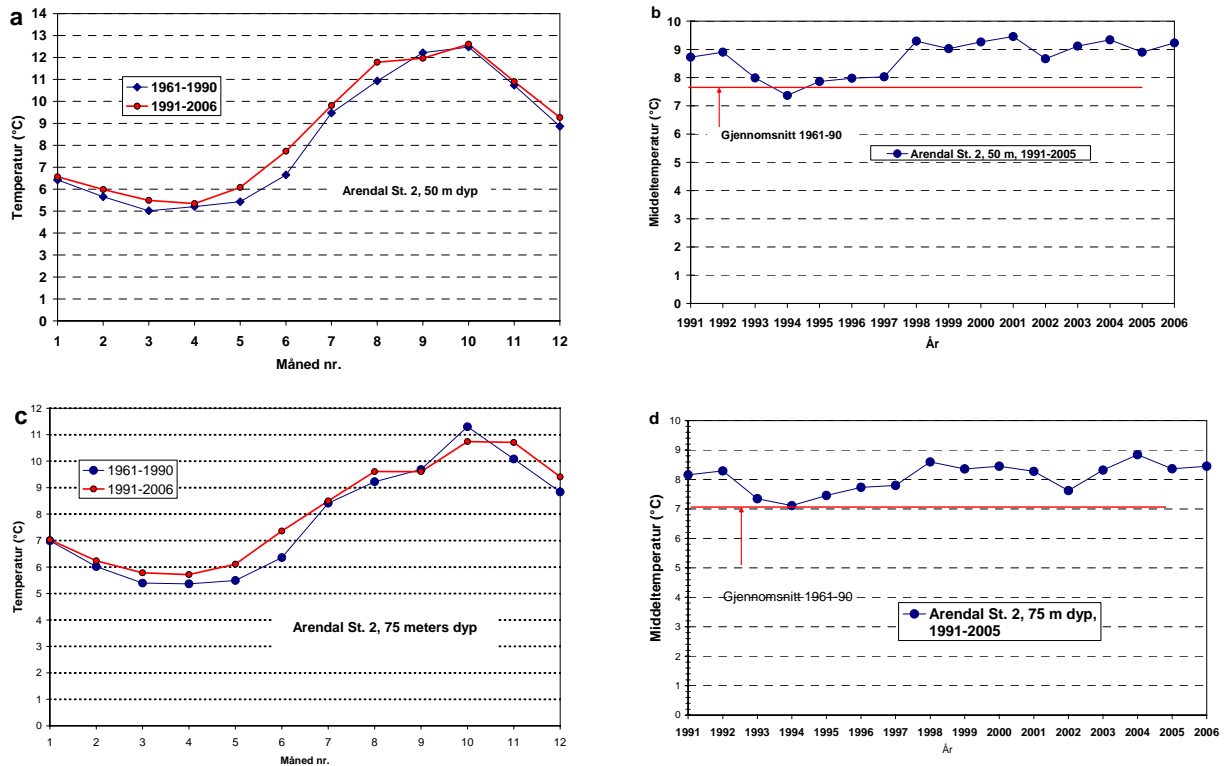 a
14
13
12
11
10
9
8
7
6
5
4
3
2
1
0
Temperatur (°C)
1961-1990
1991-2006
Arendal St. 2, 50 m dyp
1 2 3 4 5 6 7 8 9 10 11 12
Måned nr.
b
10
9
8
7
6
5
4
3
2
1
0
Middeltemperatur (°C)
Gjennomsnitt 1961-90
Arendal St. 2, 50 m, 1991-2005
1991 1992 1993 1994 1995 1996 1997 1998 1999 2000 2001 2002 2003 2004 2005 2006
År
c
12
11
10
9
8
7
6
5
4
3
2
1
0
Temperatur (°C)
1961-1990
1991-2006
Arendal St. 2, 75 meters dyp
1 2 3 4 5 6 7 8 9 10 11 12
Måned nr.
d
10
9
8
7
6
5
4
3
2
1
0
Middeltemperatur (°C)
Gjennomsnitt 1961-90
Arendal St. 2, 75 m dyp,
1991-2005
1991 1992 1993 1994 1995 1996 1997 1998 1999 2000 2001 2002 2003 2004 2005 2006
År